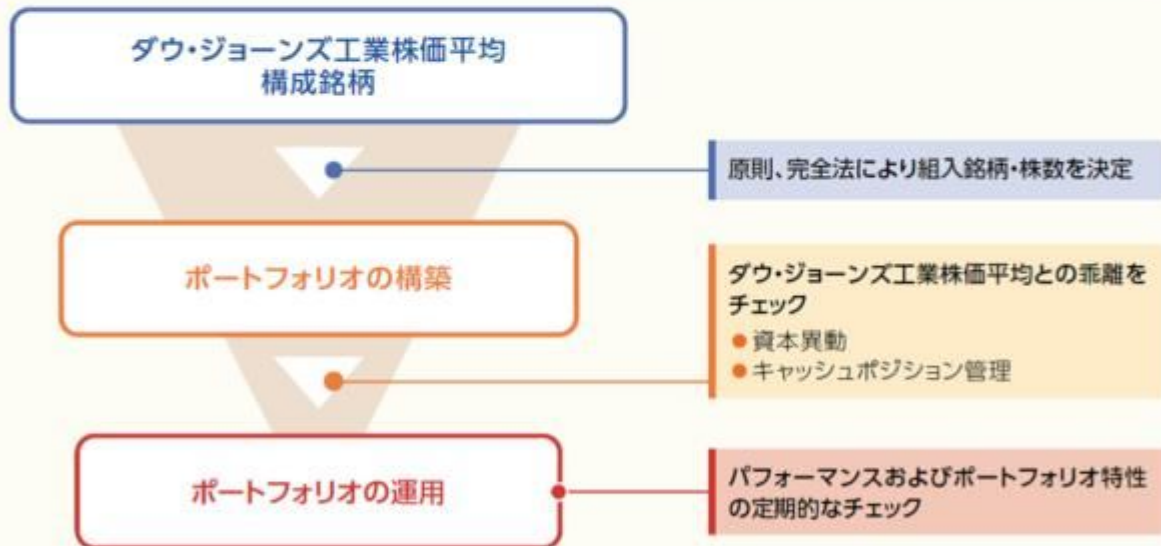 ダウ・ジョーンズ工業株価平均
構成銘柄
原則、完全法により組入銘柄・株数を決定
ポートフォリオの構築
ダウ・ジョーンズ工業株価平均との乖離を
チェック
●資本異動
●キャッシュポジション管理
ポートフォリオの運用
パフォーマンスおよびポートフォリオ特性
の定期的なチェック